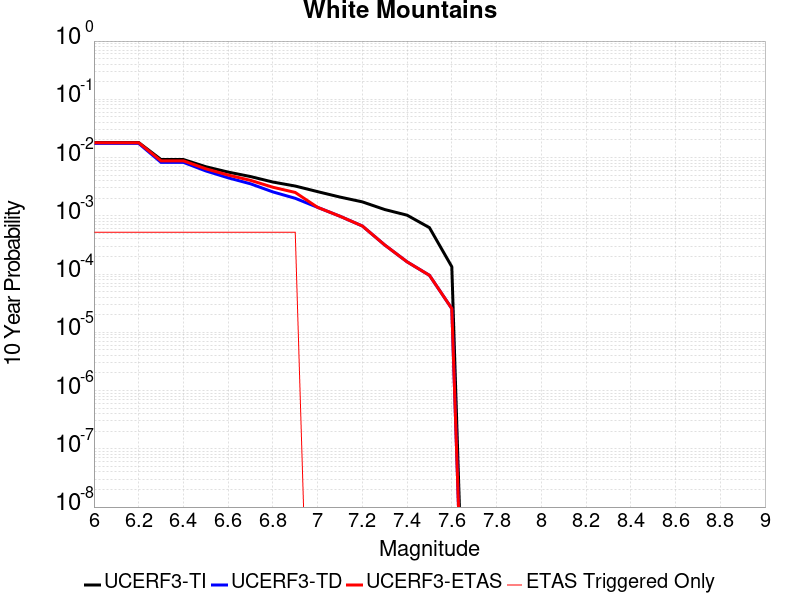 White Mountains
10^0
10^-1
10^-2
10^-3
10^-4
10^-5
10^-6
10^-7
10^-8
10 Year Probability
6 6.2 6.4 6.6 6.8 7 7.2 7.4 7.6 7.8 8 8.2 8.4 8.6 8.8 9
Magnitude
UCERF3-TI UCERF3-TD UCERF3-ETAS ETAS Triggered Only